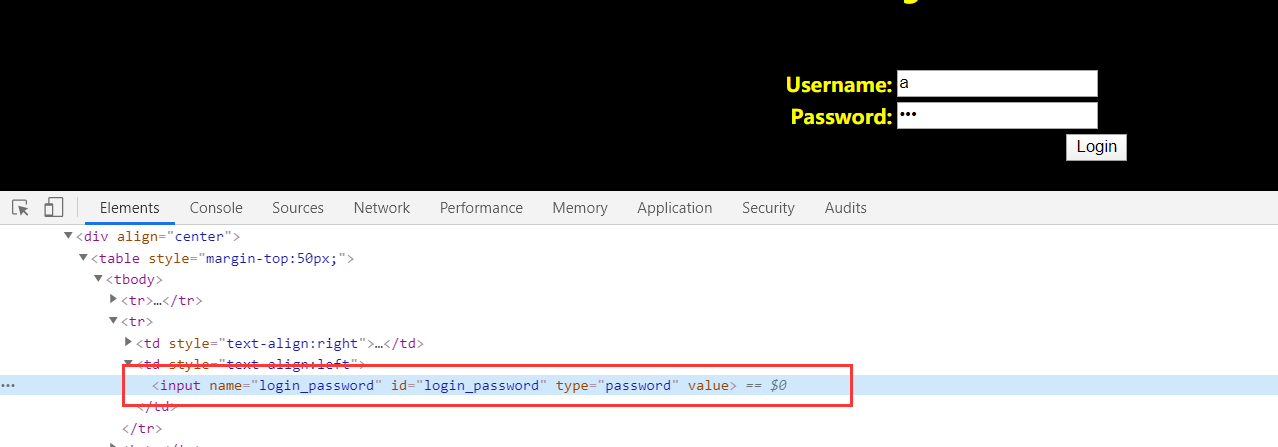 Username: a
Password: •••
Login
Elements Console Sources Network Performance Memory Application Security Audits
▼<div align="center">
▼<table style="margin-top:50px;">
▼<tbody>
▶<tr>…</tr>
▼<tr>
▶<td style="text-align:right">…</td>
▼<td style="text-align:left">
… <input name="login_password" id="login_password" type="password" value> == $0
</td>
</tr>